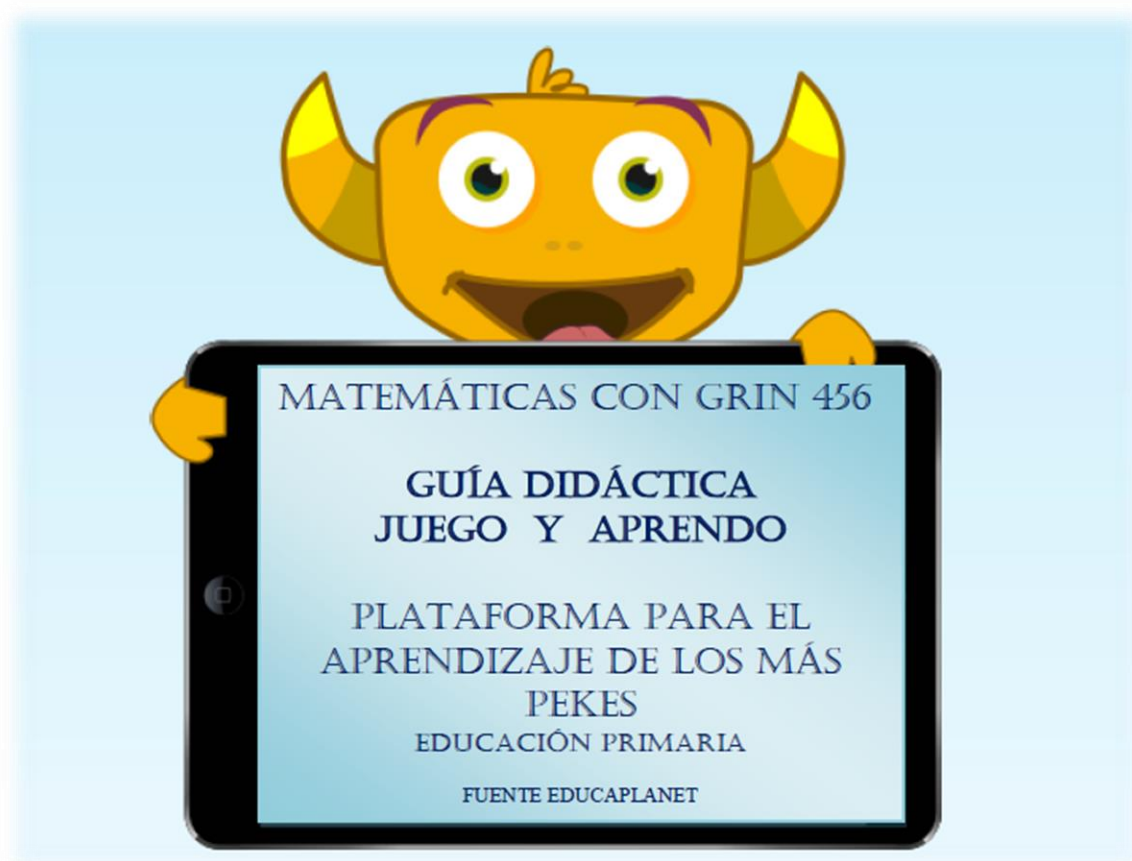 MATEMÁTICAS CON GRIN 456
GUÍA DIDÁCTICA
JUEGO Y APRENDO
PLATAFORMA PARA EL
APRENDIZAJE DE LOS MÁS
PEKES
EDUCACIÓN PRIMARIA
FUENTE EDUCAPLANET